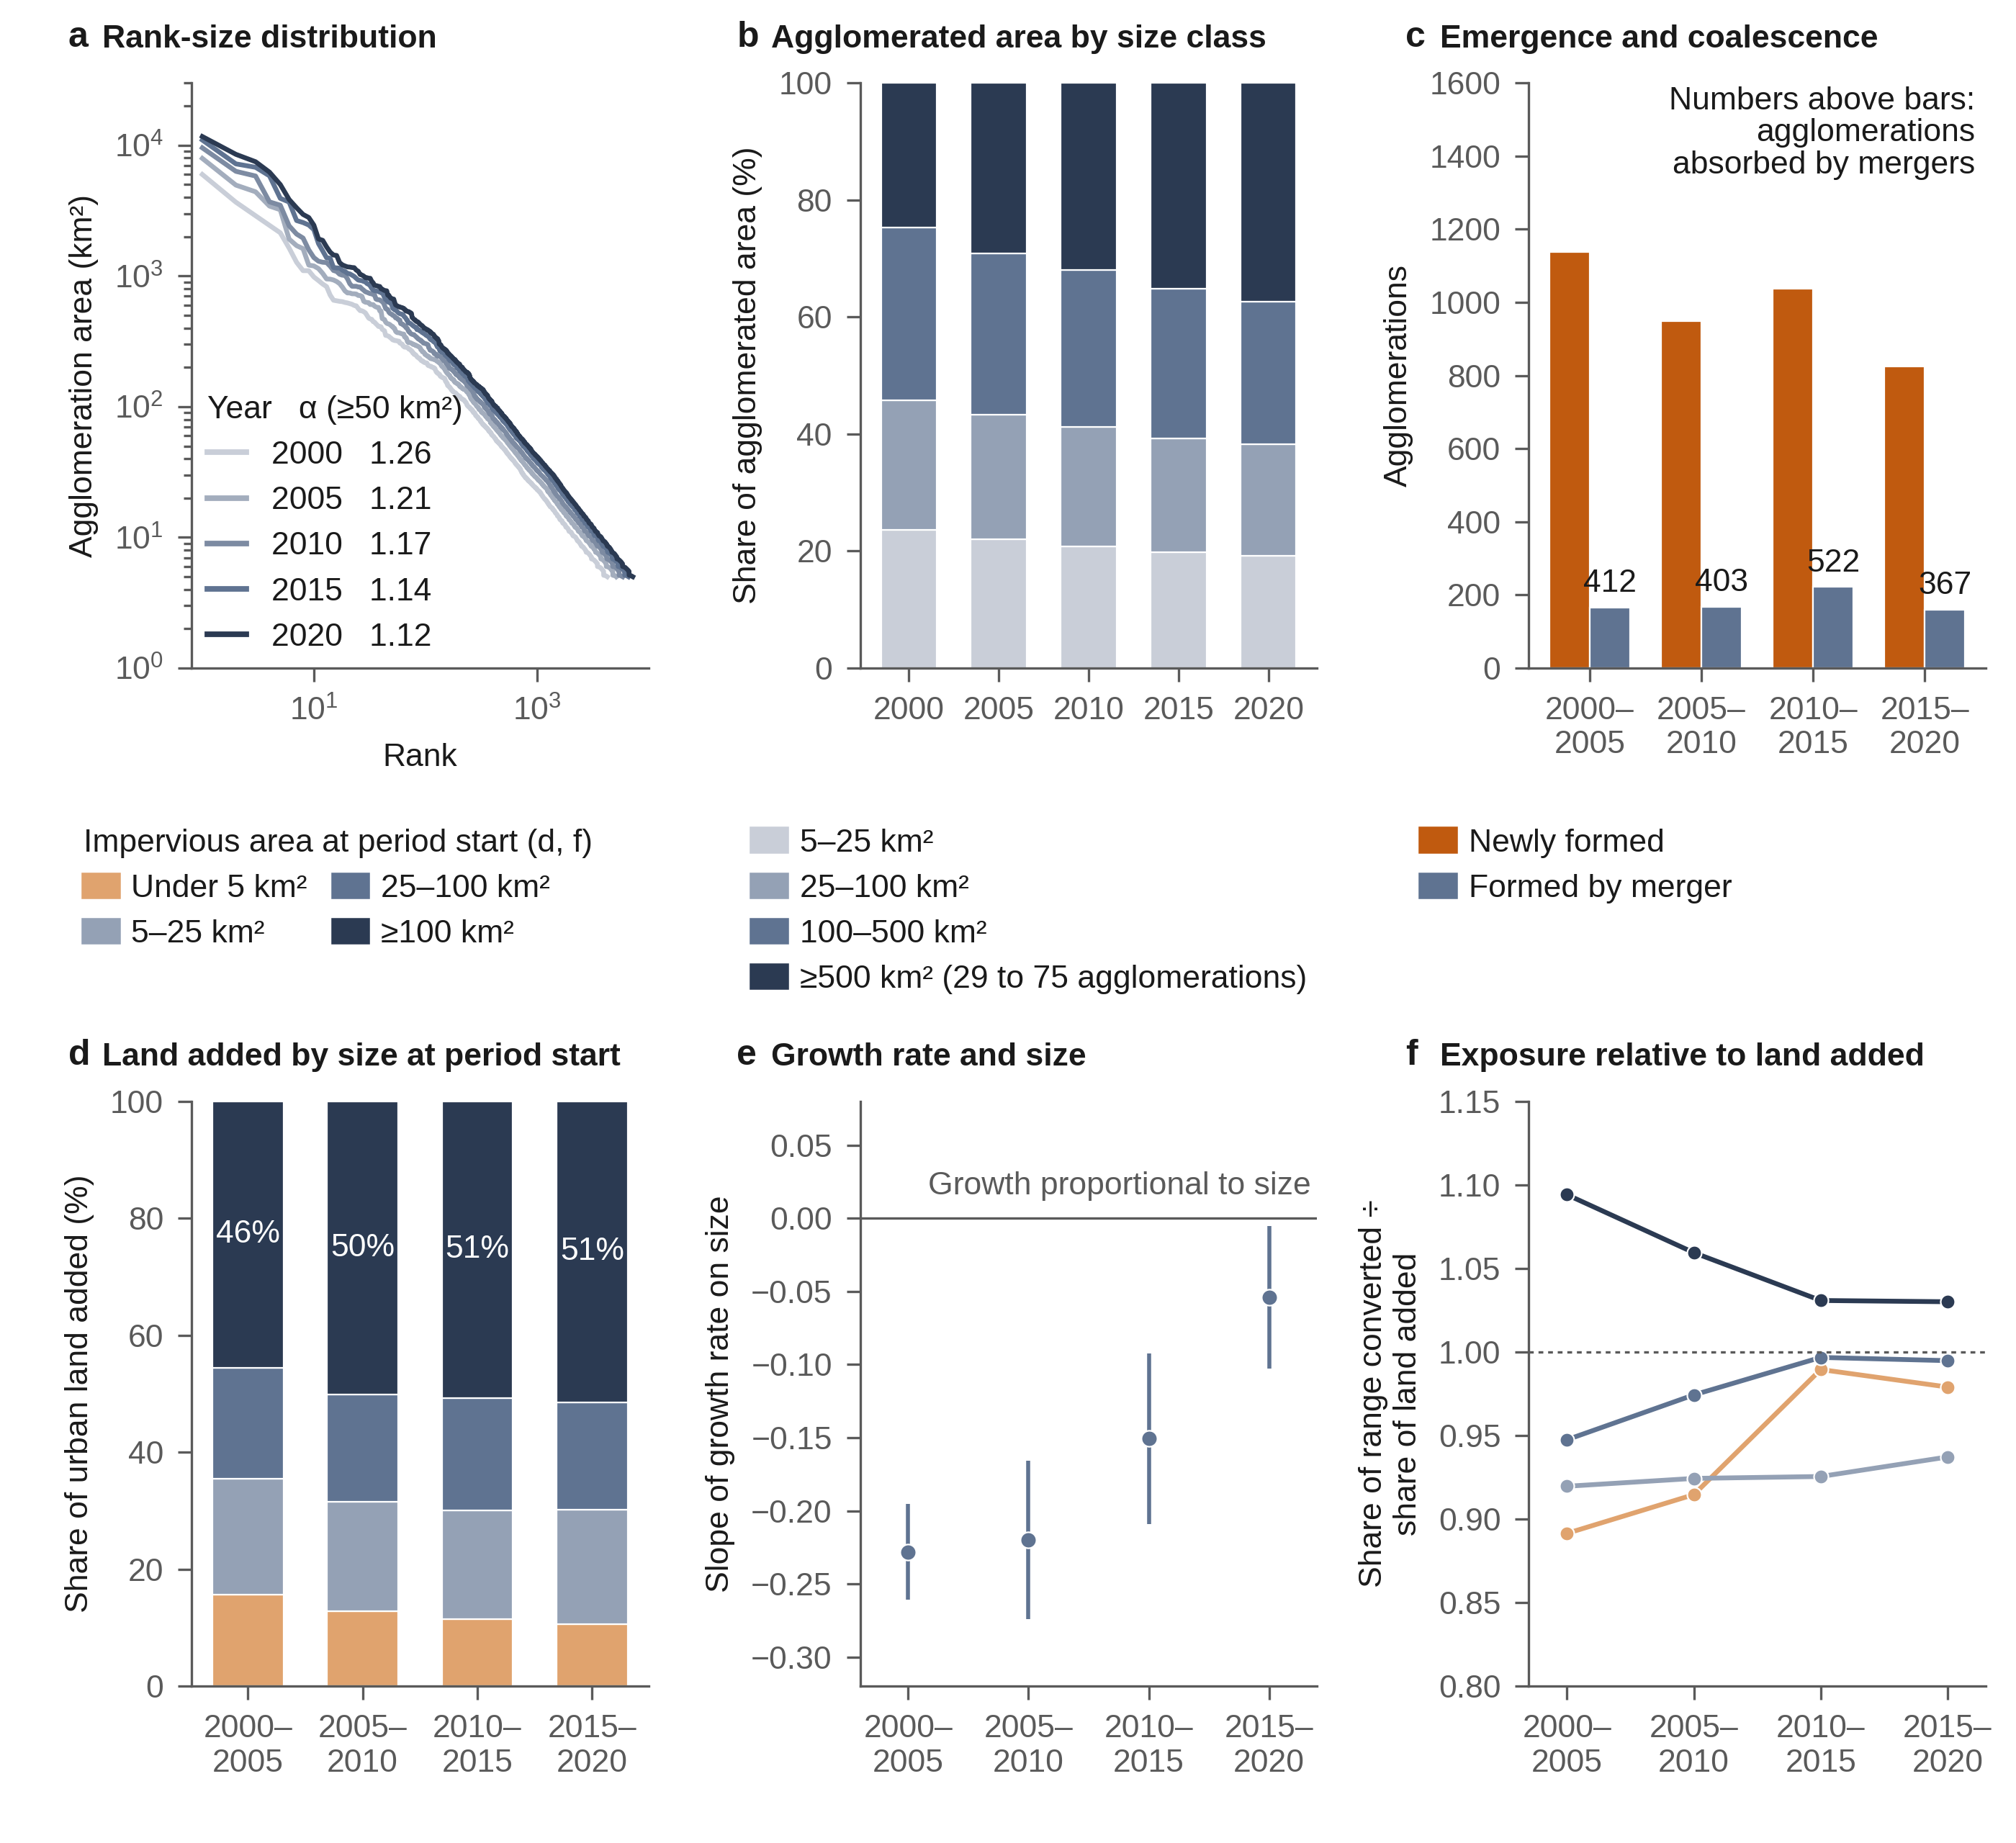 a Rank-size distribution
Agglomeration area (km²)
10⁴
10³
10²
10¹
10⁰
Year α (≥50 km²)
2000 1.26
2005 1.21
2010 1.17
2015 1.14
2020 1.12
10¹ 10³
Rank
b Agglomerated area by size class
Share of agglomerated area (%)
100
80
60
40
20
0
2000 2005 2010 2015 2020
c Emergence and coalescence
Agglomerations
1600
1400
1200
1000
800
600
400
200
0
Numbers above bars:
agglomerations
absorbed by mergers
412 403 522 367
2000– 2005– 2010– 2015–
2005 2010 2015 2020
Impervious area at period start (d, f)
Under 5 km² 25–100 km²
5–25 km² ≥100 km²
5–25 km²
25–100 km²
100–500 km²
≥500 km² (29 to 75 agglomerations)
Newly formed
Formed by merger
d Land added by size at period start
Share of urban land added (%)
100
80
60
40
20
0
46% 50% 51% 51%
2000– 2005– 2010– 2015–
2005 2010 2015 2020
e Growth rate and size
Slope of growth rate on size
0.05
0.00
−0.05
−0.10
−0.15
−0.20
−0.25
−0.30
Growth proportional to size
2000– 2005– 2010– 2015–
2005 2010 2015 2020
f Exposure relative to land added
Share of range converted ÷
share of land added
1.15
1.10
1.05
1.00
0.95
0.90
0.85
0.80
2000– 2005– 2010– 2015–
2005 2010 2015 2020